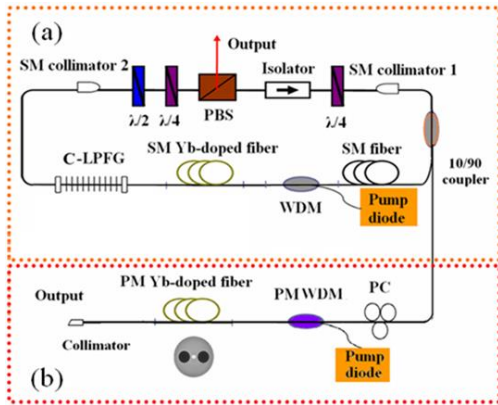 (a)
Output
SM collimator 2
Isolator
SM collimator 1
λ/2
λ/4
PBS
λ/4
C-LPFG
SM Yb-doped fiber
SM fiber
10/90
coupler
WDM
Pump
diode
PM Yb-doped fiber
PM WDM
PC
Output
Collimator
Pump
diode
(b)